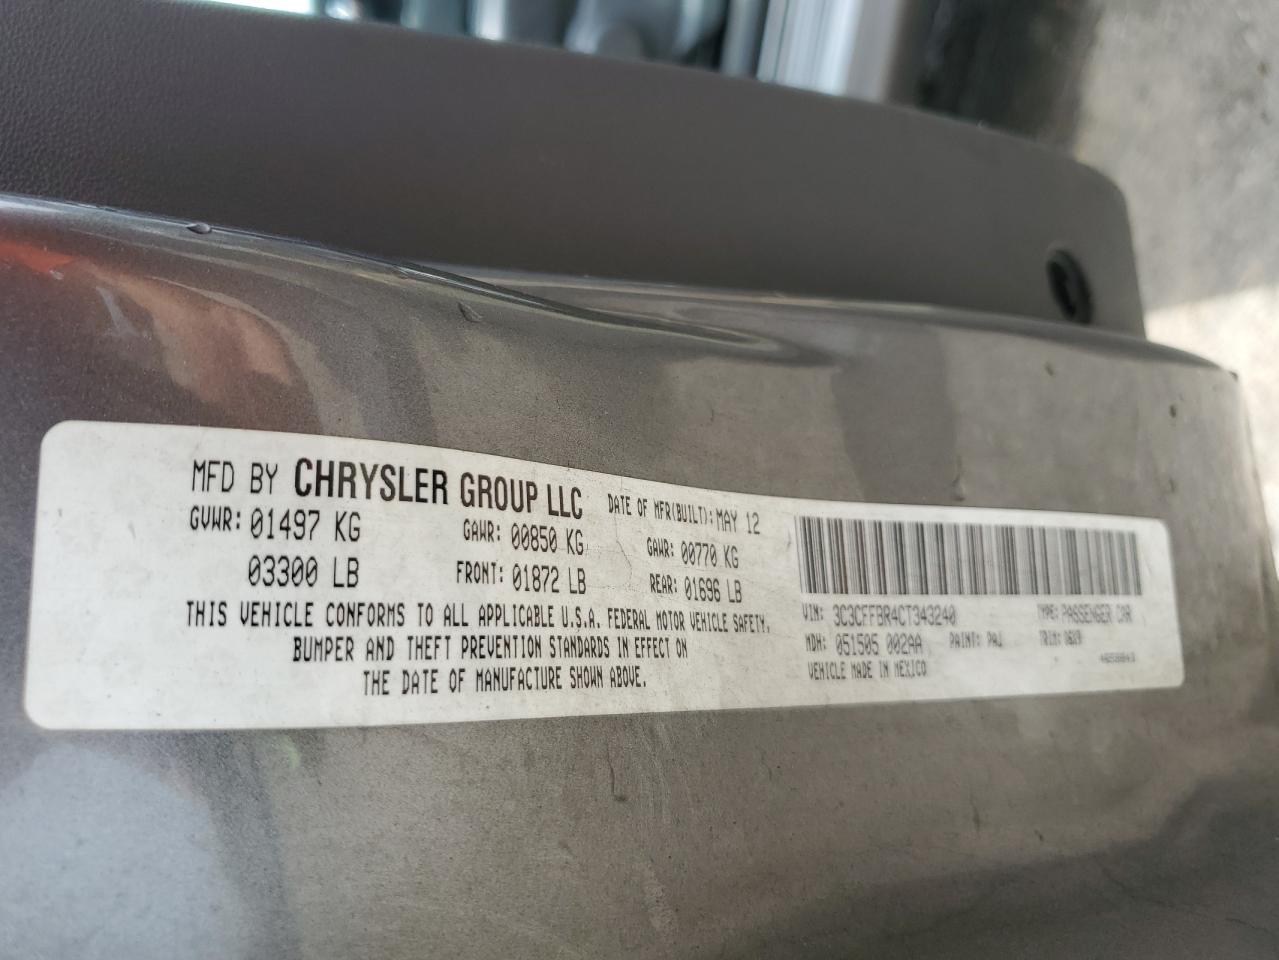 MFD BY CHRYSLER GROUP LLC DATE OF MFR(BUILT): MAY 12
GVWR: 01497 KG GAWR: 00850 KG GAWR: 00770 KG
03300 LB FRONT: 01872 LB REAR: 01696 LB
THIS VEHICLE CONFORMS TO ALL APPLICABLE U.S.A. FEDERAL MOTOR VEHICLE SAFETY,
BUMPER AND THEFT PREVENTION STANDARDS IN EFFECT ON
THE DATE OF MANUFACTURE SHOWN ABOVE.
VIN: 3C3CFFBR4CT343240 TYPE: PASSENGER CAR
MDH: 051505 002AA PAINT: PAJ TRIM:
VEHICLE MADE IN MEXICO